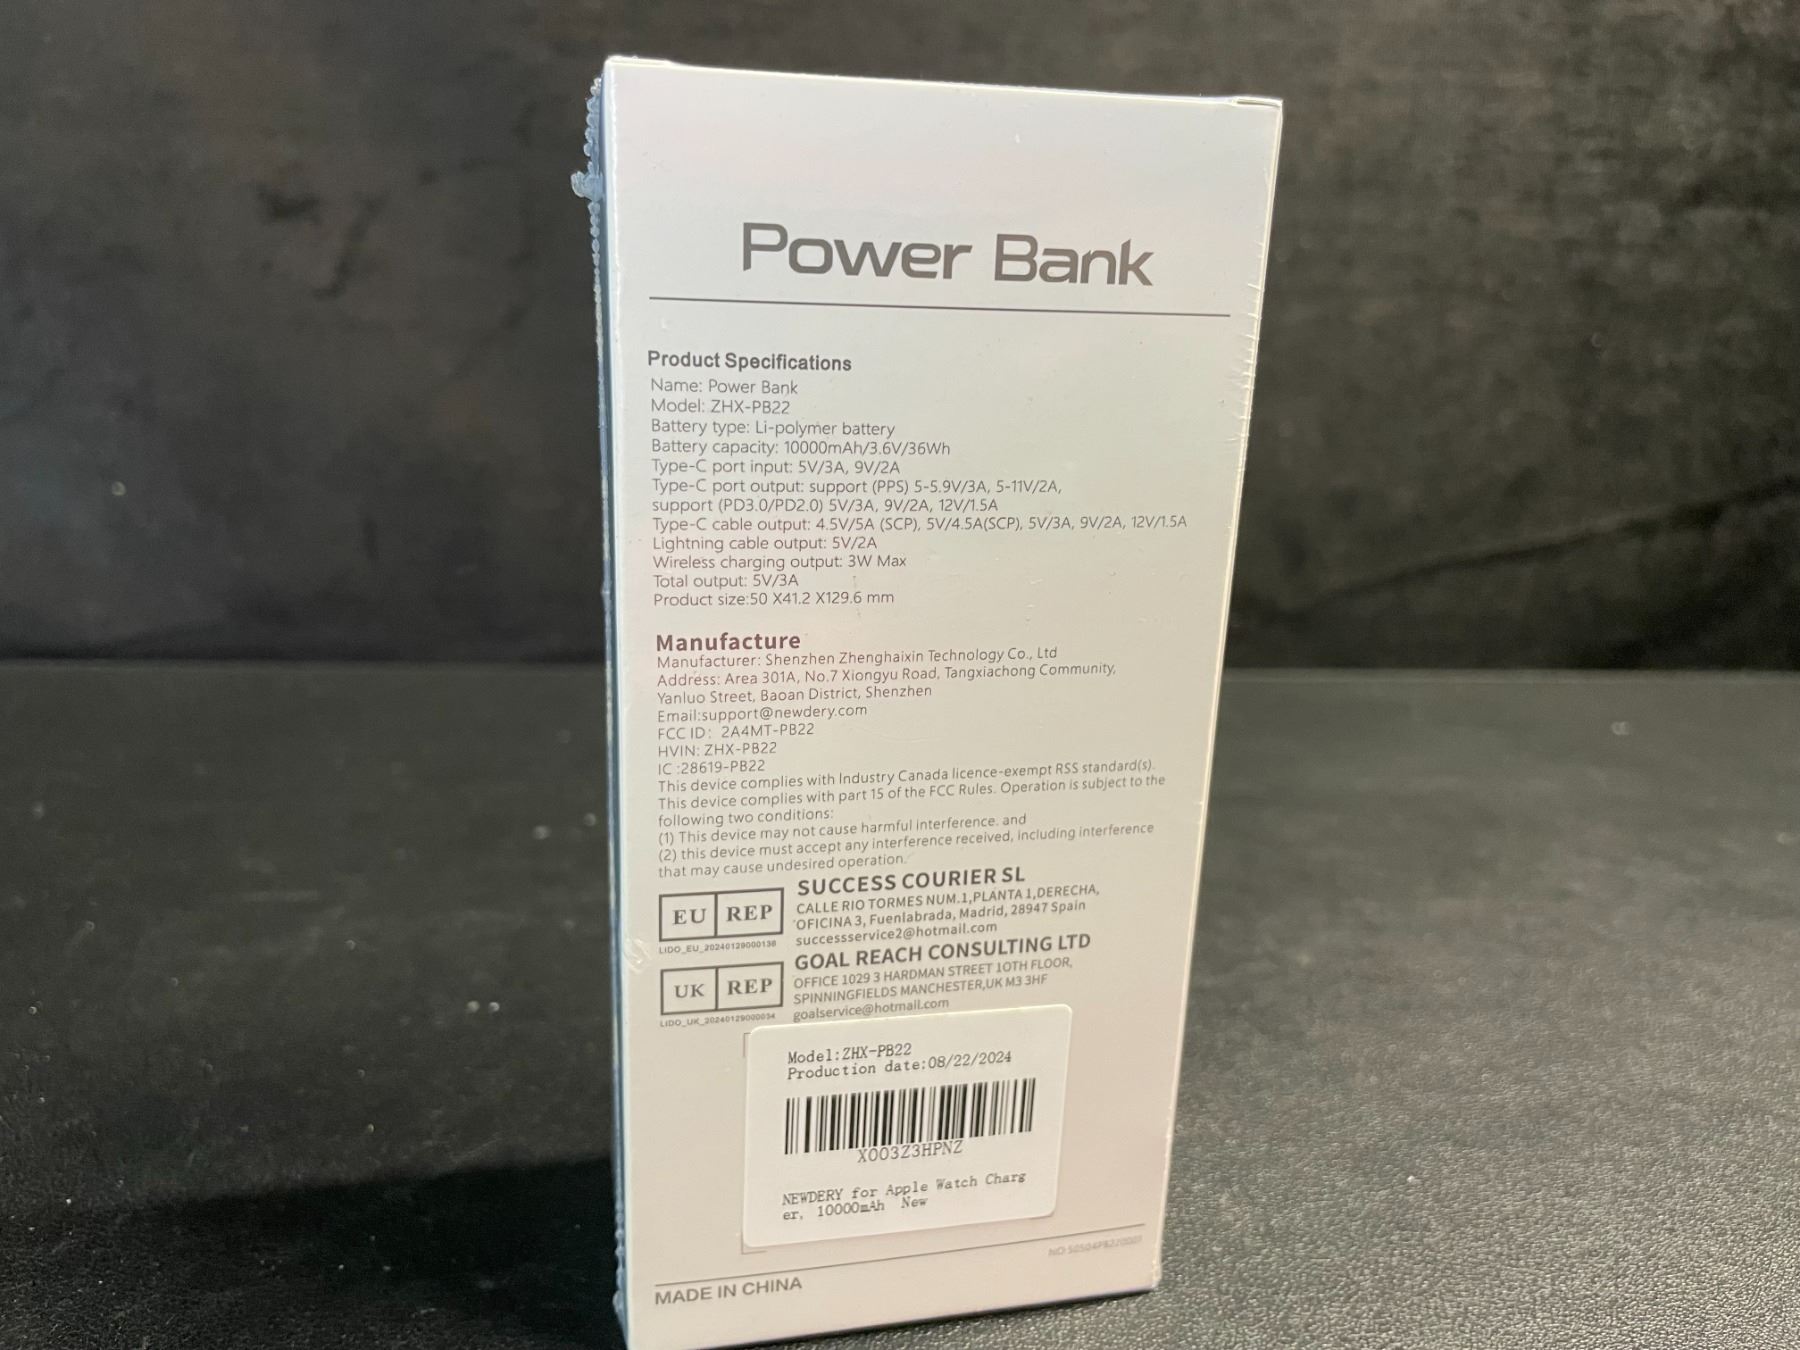 Power Bank
Product Specifications
Name: Power Bank
Model: ZHX-PB22
Battery type: Li-polymer battery
Battery capacity: 10000mAh/3.6V/36Wh
Type-C port input: 5V/3A, 9V/2A
Type-C port output: support (PPS) 5-5.9V/3A, 5-11V/2A,
support (PD3.0/PD2.0) 5V/3A, 9V/2A, 12V/1.5A
Type-C cable output: 4.5V/5A (SCP), 5V/4.5A(SCP), 5V/3A, 9V/2A, 12V/1.5A
Lightning cable output: 5V/2A
Wireless charging output: 3W Max
Total output: 5V/3A
Product size:50 X41.2 X129.6 mm
Manufacture
Manufacturer: Shenzhen Zhenghaixin Technology Co., Ltd
Address: Area 301A, No.7 Xiongyu Road, Tangxiachong Community,
Yanluo Street, Baoan District, Shenzhen
Email:support@newdery.com
FCC ID: 2A4MT-PB22
HVIN: ZHX-PB22
IC :28619-PB22
This device complies with Industry Canada licence-exempt RSS standard(s).
This device complies with part 15 of the FCC Rules. Operation is subject to the
following two conditions:
(1) This device may not cause harmful interference. and
(2) this device must accept any interference received, including interference
that may cause undesired operation.
EU REP
LIDO_EU_20240129000138
SUCCESS COURIER SL
CALLE RIO TORMES NUM.1,PLANTA 1,DERECHA,
OFICINA 3, Fuenlabrada, Madrid, 28947 Spain
successservice2@hotmail.com
UK REP
LIDO_UK_20240129000034
GOAL REACH CONSULTING LTD
OFFICE 1029 3 HARDMAN STREET 10TH FLOOR,
SPINNINGFIELDS MANCHESTER,UK M3 3HF
goalservice@hotmail.com
Model:ZHX-PB22
Production date:08/22/2024
X003Z3HPNZ
NEWDERY for Apple Watch Charg
er, 10000mAh New
MADE IN CHINA